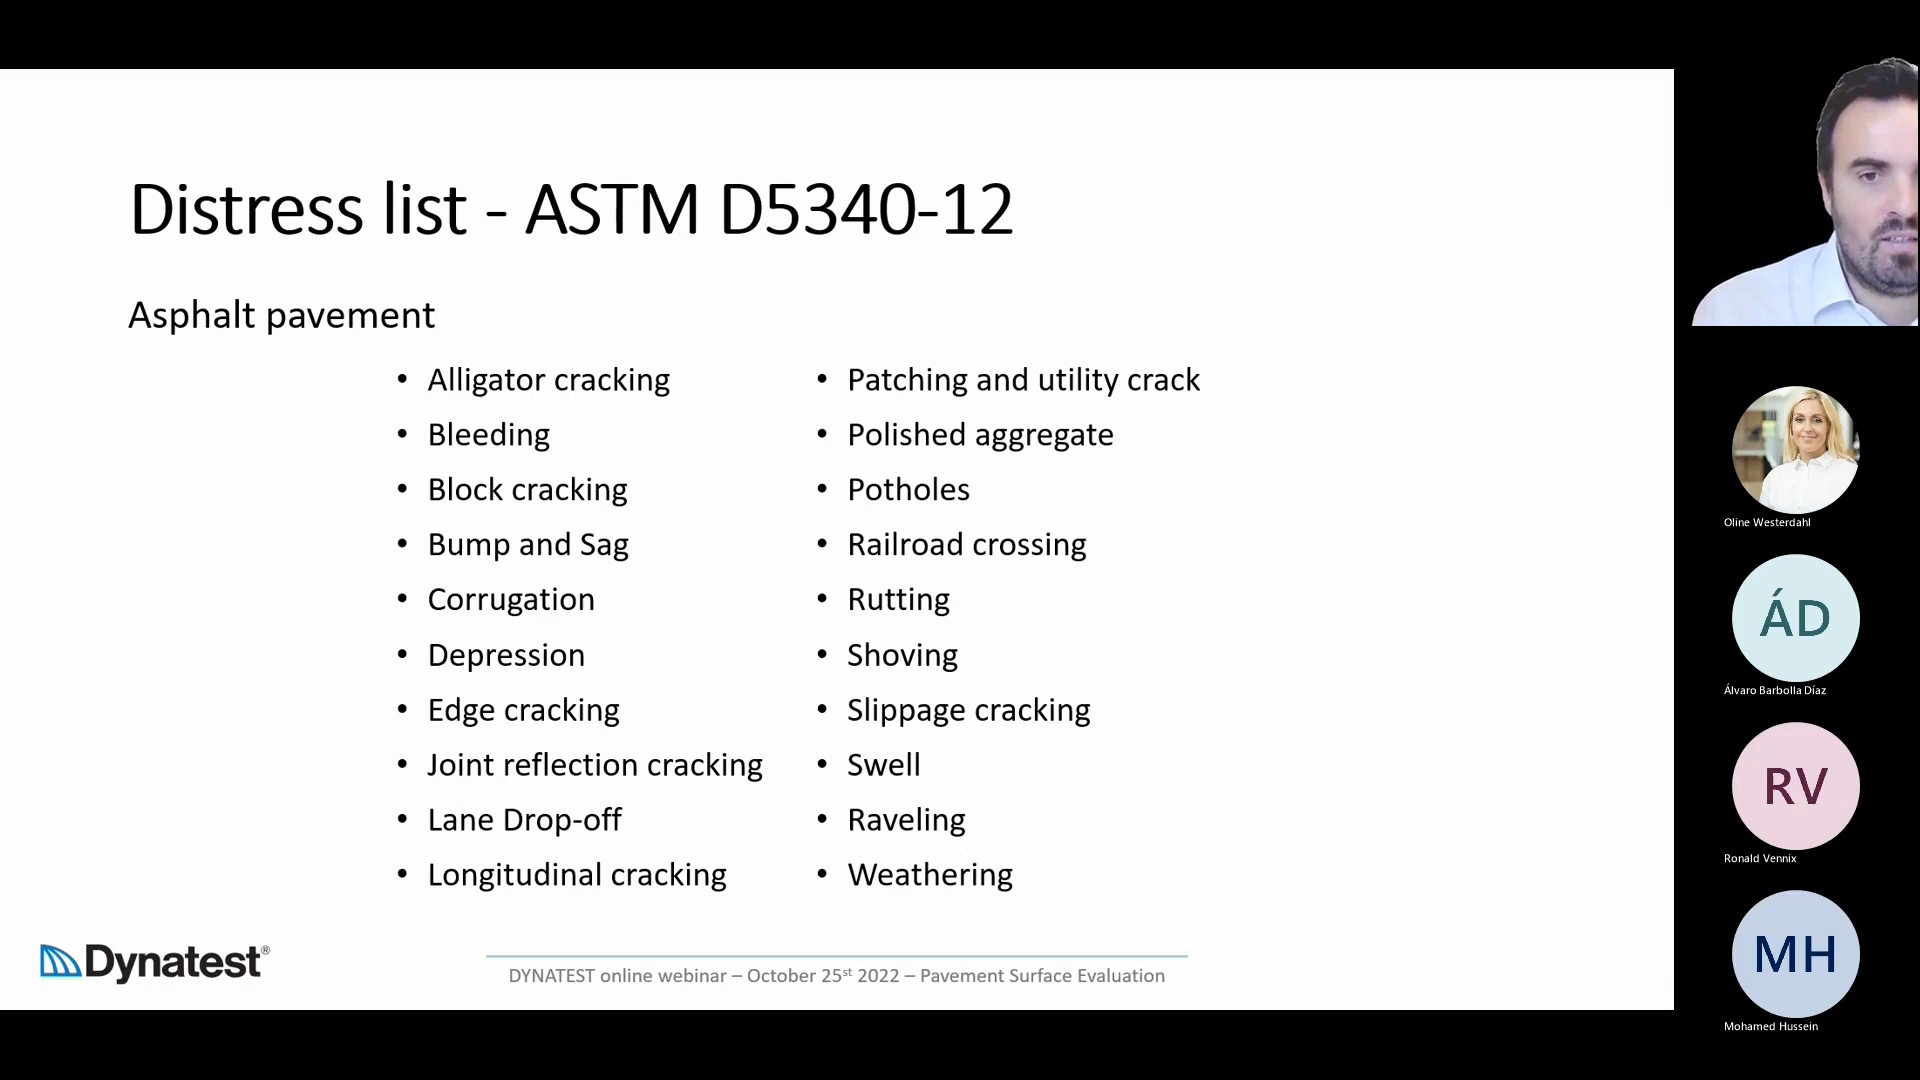 Distress list - ASTM D5340-12
Asphalt pavement
• Alligator cracking
• Bleeding
• Block cracking
• Bump and Sag
• Corrugation
• Depression
• Edge cracking
• Joint reflection cracking
• Lane Drop-off
• Longitudinal cracking
• Patching and utility crack
• Polished aggregate
• Potholes
• Railroad crossing
• Rutting
• Shoving
• Slippage cracking
• Swell
• Raveling
• Weathering
Dynatest®
DYNATEST online webinar – October 25st 2022 – Pavement Surface Evaluation
Oline Westerdahl
ÁD
Álvaro Barbolla Díaz
RV
Ronald Vennix
MH
Mohamed Hussein